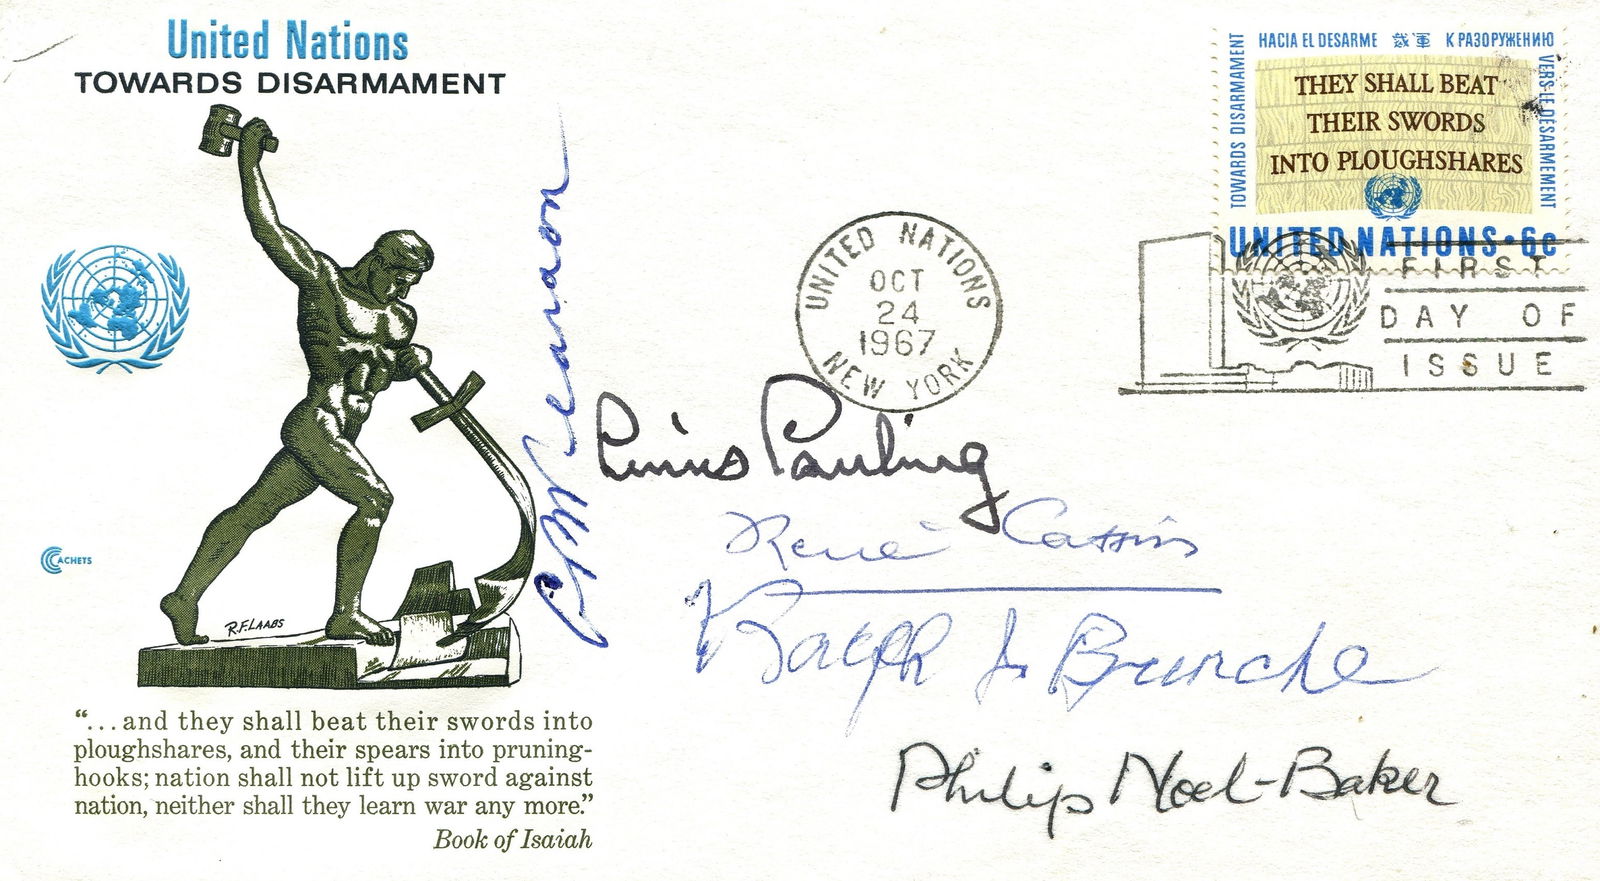 United Nations
TOWARDS DISARMAMENT
CACHETS
R.F. LAABS
“...and they shall beat their swords into
ploughshares, and their spears into pruning-
hooks; nation shall not lift up sword against
nation, neither shall they learn war any more.”
Book of Isaiah
Linus Pauling
René Cassin
Ralph J Bunche
Philip Noel-Baker
UNITED NATIONS
OCT
24
1967
NEW YORK
TOWARDS DISARMAMENT
HACIA EL DESARME 裁軍 К РАЗОРУЖЕНИЮ
VERS LE DÉSARMEMENT
THEY SHALL BEAT
THEIR SWORDS
INTO PLOUGHSHARES
UNITED NATIONS • 6c
FIRST
DAY OF
ISSUE